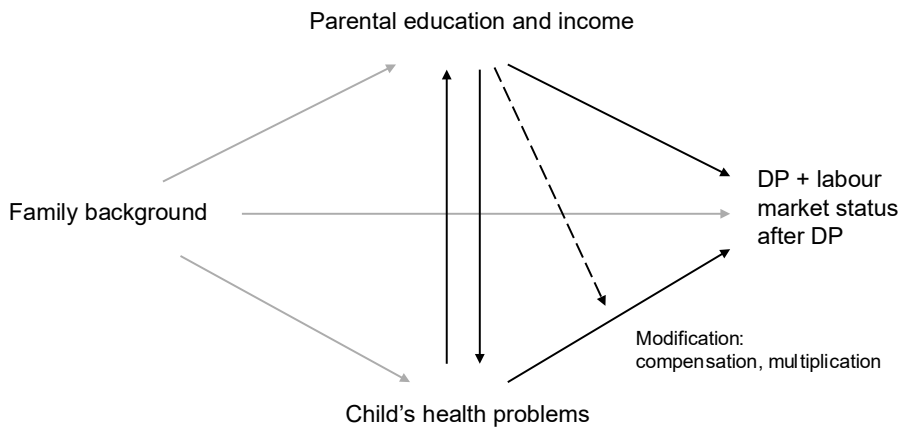 Parental education and income
Family background
DP + labour
market status
after DP
Modification:
compensation, multiplication
Child’s health problems